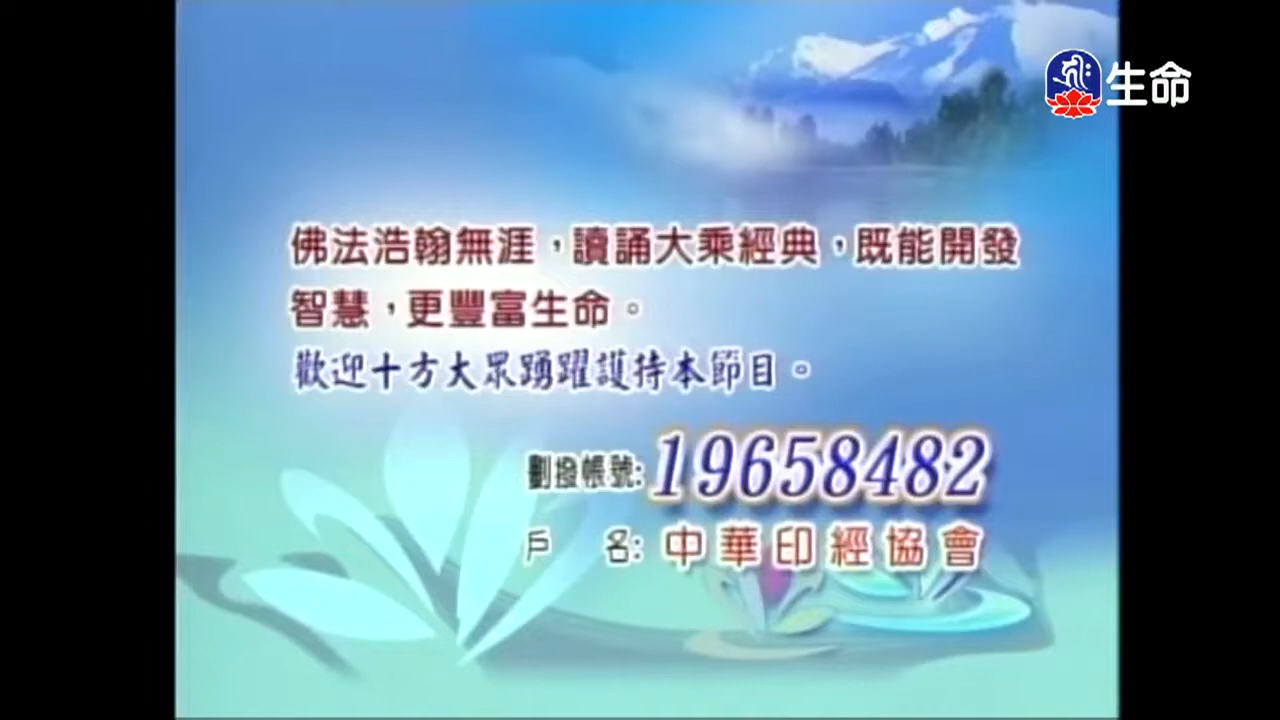 生命
佛法浩翰無涯，讀誦大乘經典，既能開發
智慧，更豐富生命。
歡迎十方大眾踴躍護持本節目。
劃撥帳號:19658482
戶 名:中華印經協會